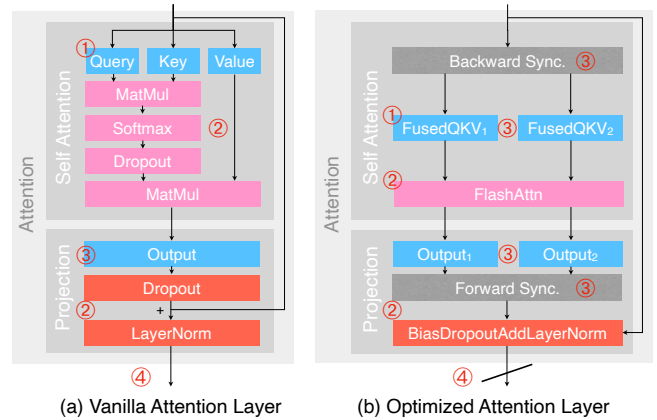 ①
Query
Key
Value
MatMul
Softmax
②
Dropout
MatMul
Self Attention
Attention
③
Output
Dropout
+
②
LayerNorm
Projection
④
(a) Vanilla Attention Layer
Backward Sync. ③
①
FusedQKV₁
③
FusedQKV₂
②
FlashAttn
Self Attention
Attention
Output₁
③
Output₂
Forward Sync. ③
②
BiasDropoutAddLayerNorm
Projection
④
(b) Optimized Attention Layer